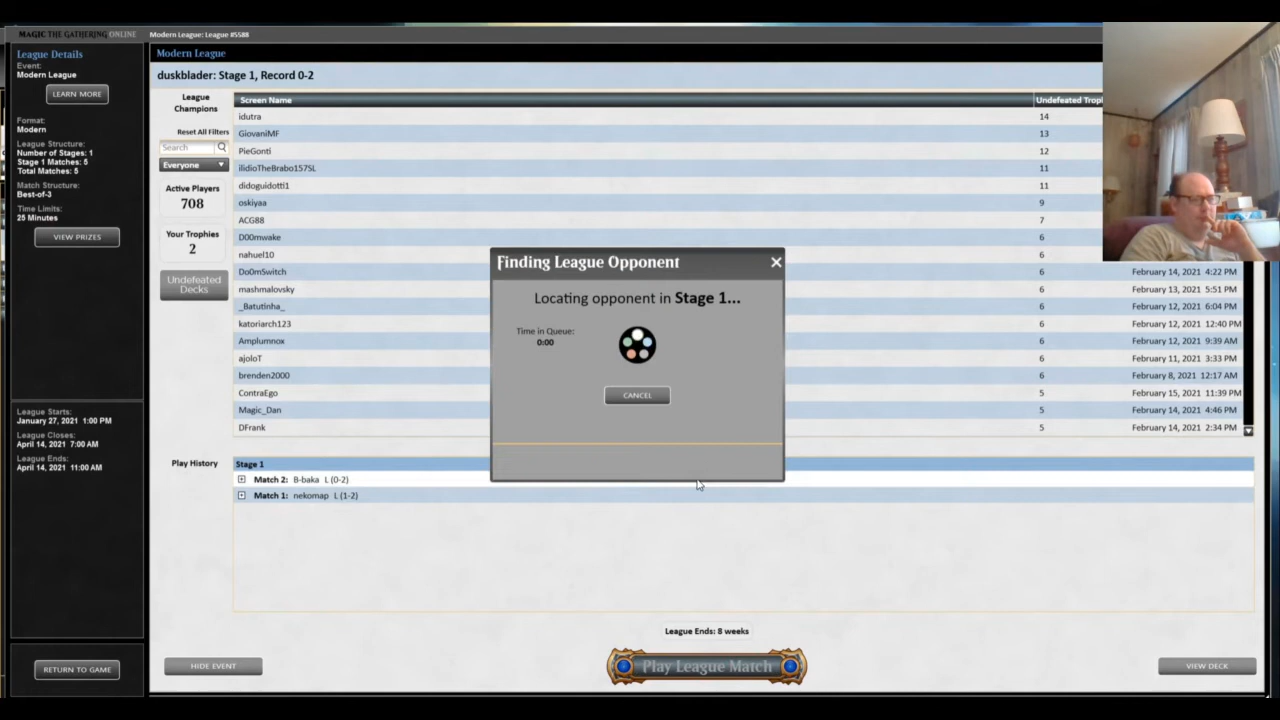 MAGIC THE GATHERING ONLINE
Modern League: League #5588
League Details
Event:
Modern League
LEARN MORE
Format:
Modern
League Structure:
Number of Stages: 1
Stage 1 Matches: 5
Total Matches: 5
Match Structure:
Best-of-3
Time Limits:
25 Minutes
VIEW PRIZES
League Starts:
January 27, 2021 1:00 PM
League Closes:
April 14, 2021 7:00 AM
League Ends:
April 14, 2021 11:00 AM
RETURN TO GAME
Modern League
duskblader: Stage 1, Record 0-2
League
Champions
Reset All Filters
Search
Everyone
Active Players
708
Your Trophies
2
Undefeated
Decks
Screen Name Undefeated Troph
idutra 14
GiovaniMF 13
PieGonti 12
ilidioTheBrabo157SL 11
didoguidotti1 11
oskiyaa 9
ACG88 7
D00mwake 6
nahuel10 6
Do0mSwitch 6 February 14, 2021 4:22 PM
mashmalovsky 6 February 13, 2021 5:51 PM
_Batutinha_ 6 February 12, 2021 6:04 PM
katoriarch123 6 February 12, 2021 12:40 PM
Amplumnox 6 February 12, 2021 9:39 AM
ajoloT 6 February 11, 2021 3:33 PM
brenden2000 6 February 8, 2021 12:17 AM
ContraEgo 5 February 15, 2021 11:39 PM
Magic_Dan 5 February 14, 2021 4:46 PM
DFrank 5 February 14, 2021 2:34 PM
Finding League Opponent
Locating opponent in Stage 1...
Time in Queue:
0:00
CANCEL
Play History
Stage 1
Match 2: B-baka L (0-2)
Match 1: nekomap L (1-2)
League Ends: 8 weeks
HIDE EVENT
Play League Match
VIEW DECK